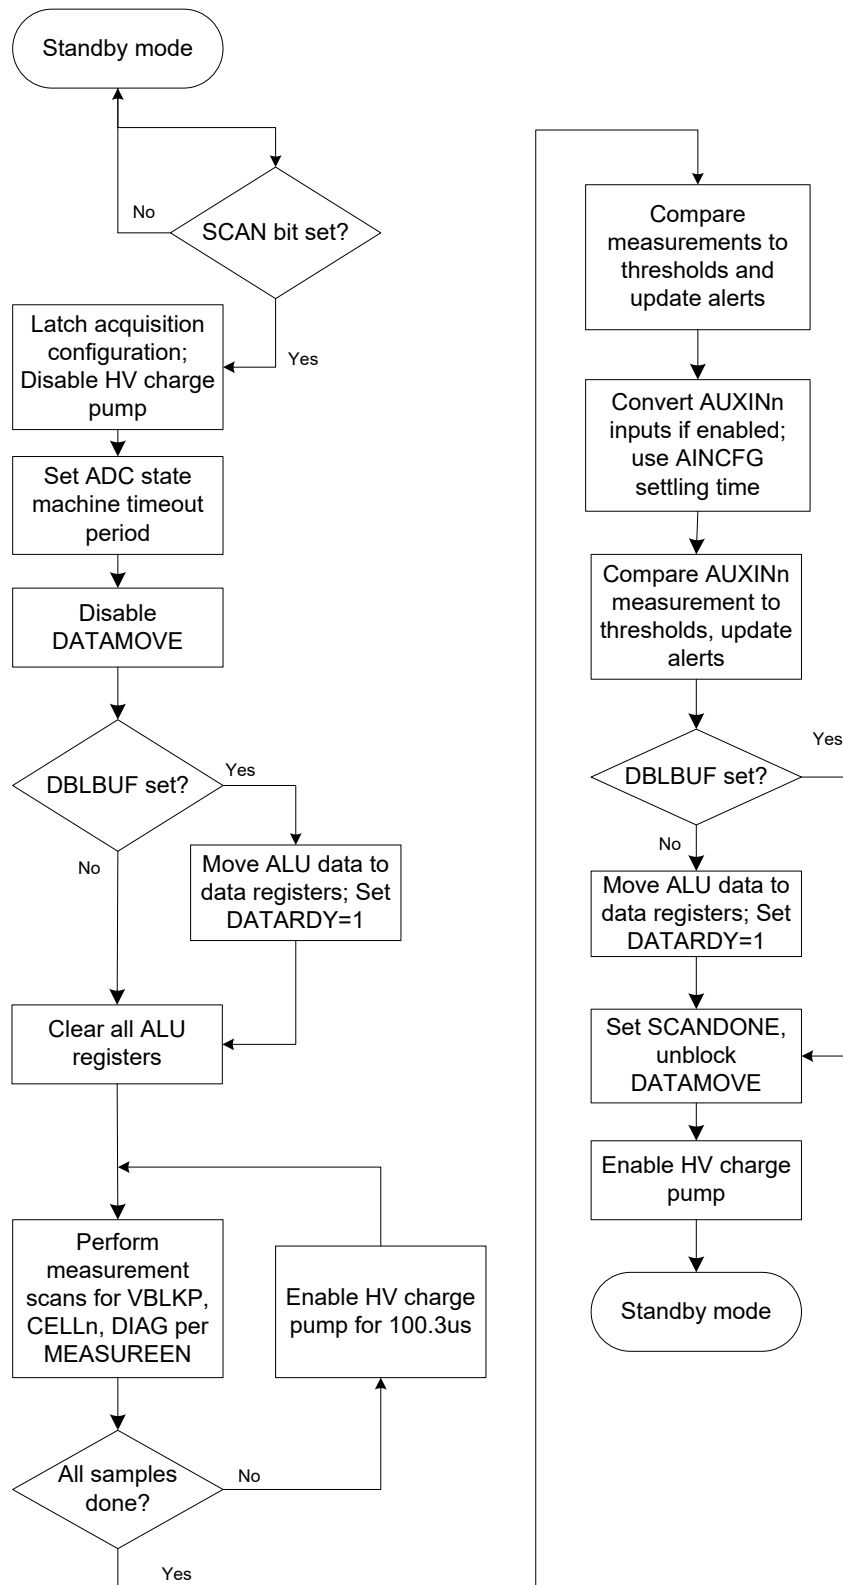 Standby mode
No
SCAN bit set?
Yes
Latch acquisition
configuration;
Disable HV charge
pump
Set ADC state
machine timeout
period
Disable
DATAMOVE
DBLBUF set?
Yes
No
Move ALU data to
data registers; Set
DATARDY=1
Clear all ALU
registers
Perform
measurement
scans for VBLKP,
CELLn, DIAG per
MEASUREEN
Enable HV charge
pump for 100.3us
All samples
done?
No
Yes
Compare
measurements to
thresholds and
update alerts
Convert AUXINn
inputs if enabled;
use AINCFG
settling time
Compare AUXINn
measurement to
thresholds, update
alerts
DBLBUF set?
Yes
No
Move ALU data to
data registers; Set
DATARDY=1
Set SCANDONE,
unblock
DATAMOVE
Enable HV charge
pump
Standby mode